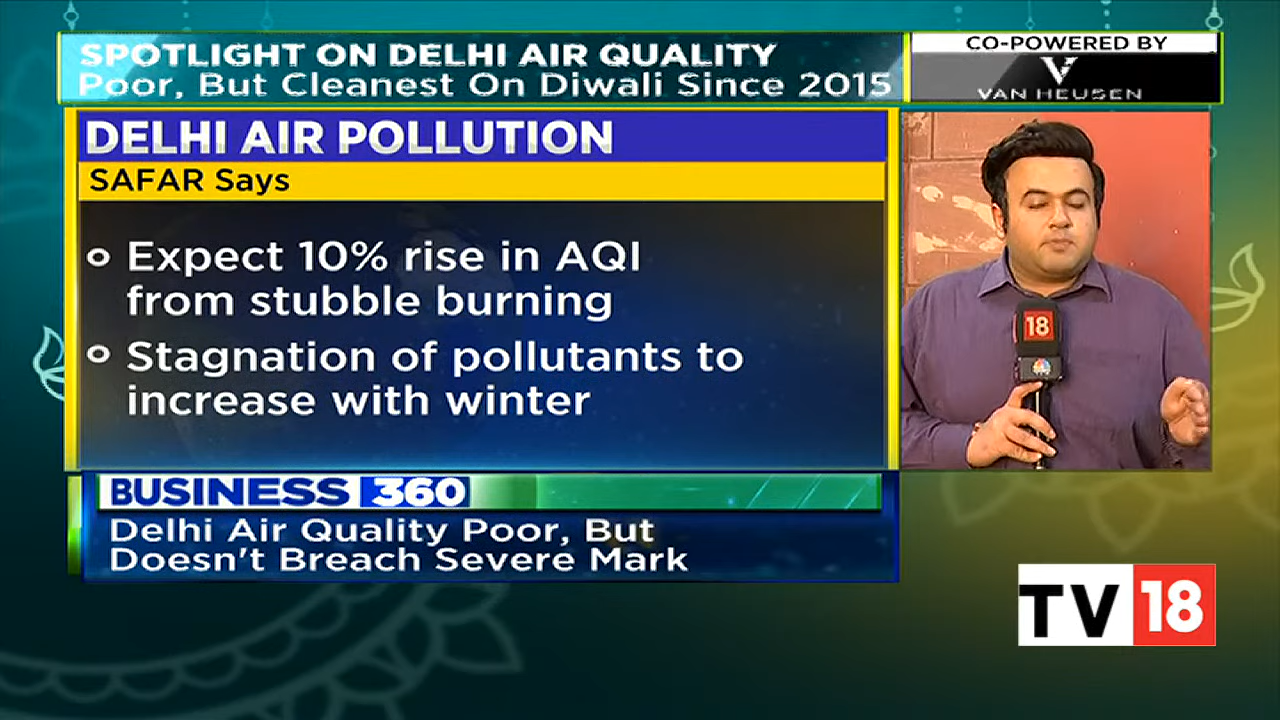 SPOTLIGHT ON DELHI AIR QUALITY
Poor, But Cleanest On Diwali Since 2015
CO-POWERED BY
VAN HEUSEN
DELHI AIR POLLUTION
SAFAR Says
Expect 10% rise in AQI
from stubble burning
Stagnation of pollutants to
increase with winter
18
BUSINESS 360
Delhi Air Quality Poor, But
Doesn't Breach Severe Mark
TV18